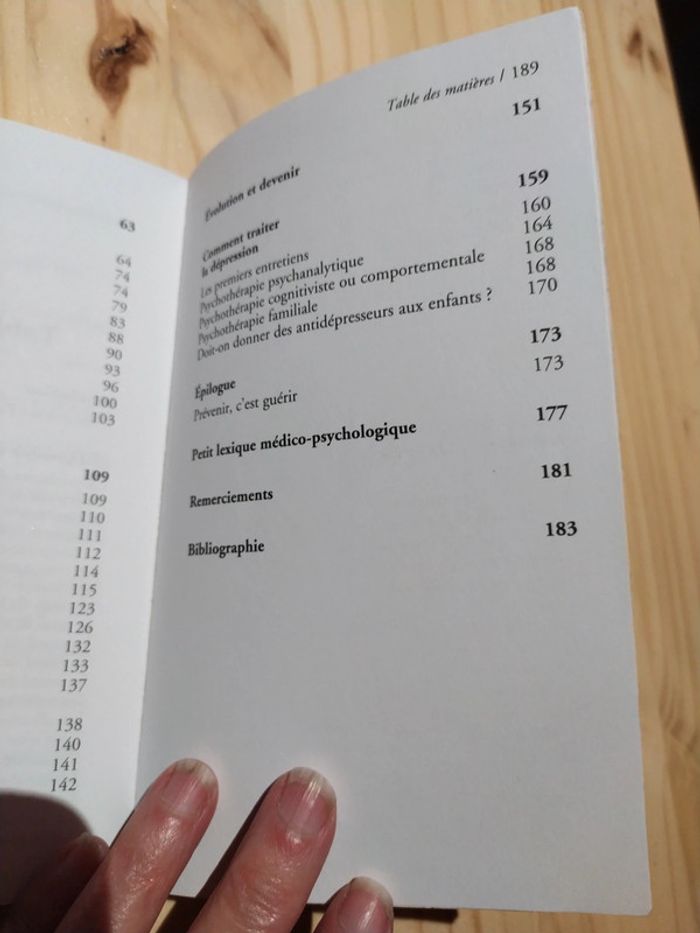 63
64
74
74
79
83
88
90
93
96
100
103
109
109
110
111
112
114
115
123
126
132
133
137
138
140
141
142
Table des matières / 189
Évolution et devenir 151
Comment traiter
la dépression 159
Les premiers entretiens 160
Psychothérapie psychanalytique 164
Psychothérapie cognitiviste ou comportementale 168
Psychothérapie familiale 168
Doit-on donner des antidépresseurs aux enfants ? 170
Épilogue 173
Prévenir, c'est guérir 173
Petit lexique médico-psychologique 177
Remerciements 181
Bibliographie 183